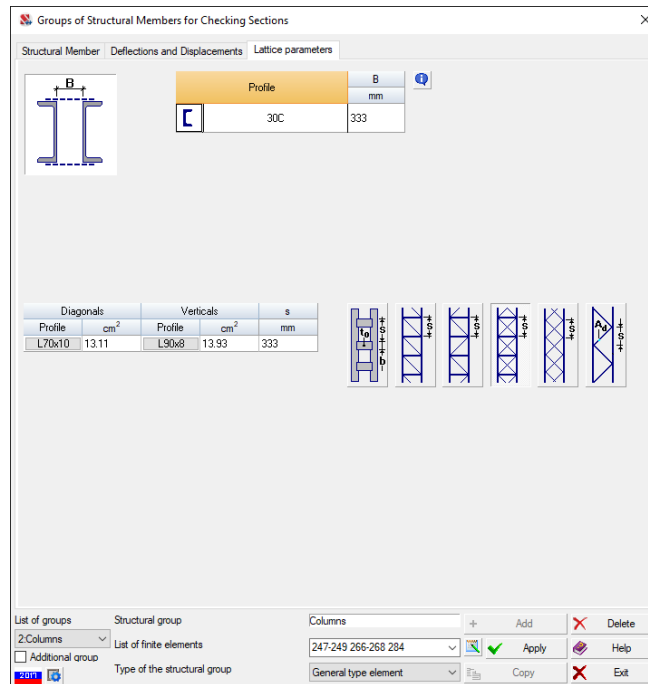 Groups of Structural Members for Checking Sections
Structural Member Deflections and Displacements Lattice parameters
B
Profile B
mm
30C 333
Diagonals Verticals s
Profile cm² Profile cm² mm
L70x10 13.11 L90x8 13.93 333
t₀ S b
S
S
S
S
A_d S
List of groups Structural group Columns + Add Delete
2:Columns List of finite elements 247-249 266-268 284 Apply Help
Additional group
2011 Type of the structural group General type element Copy Exit